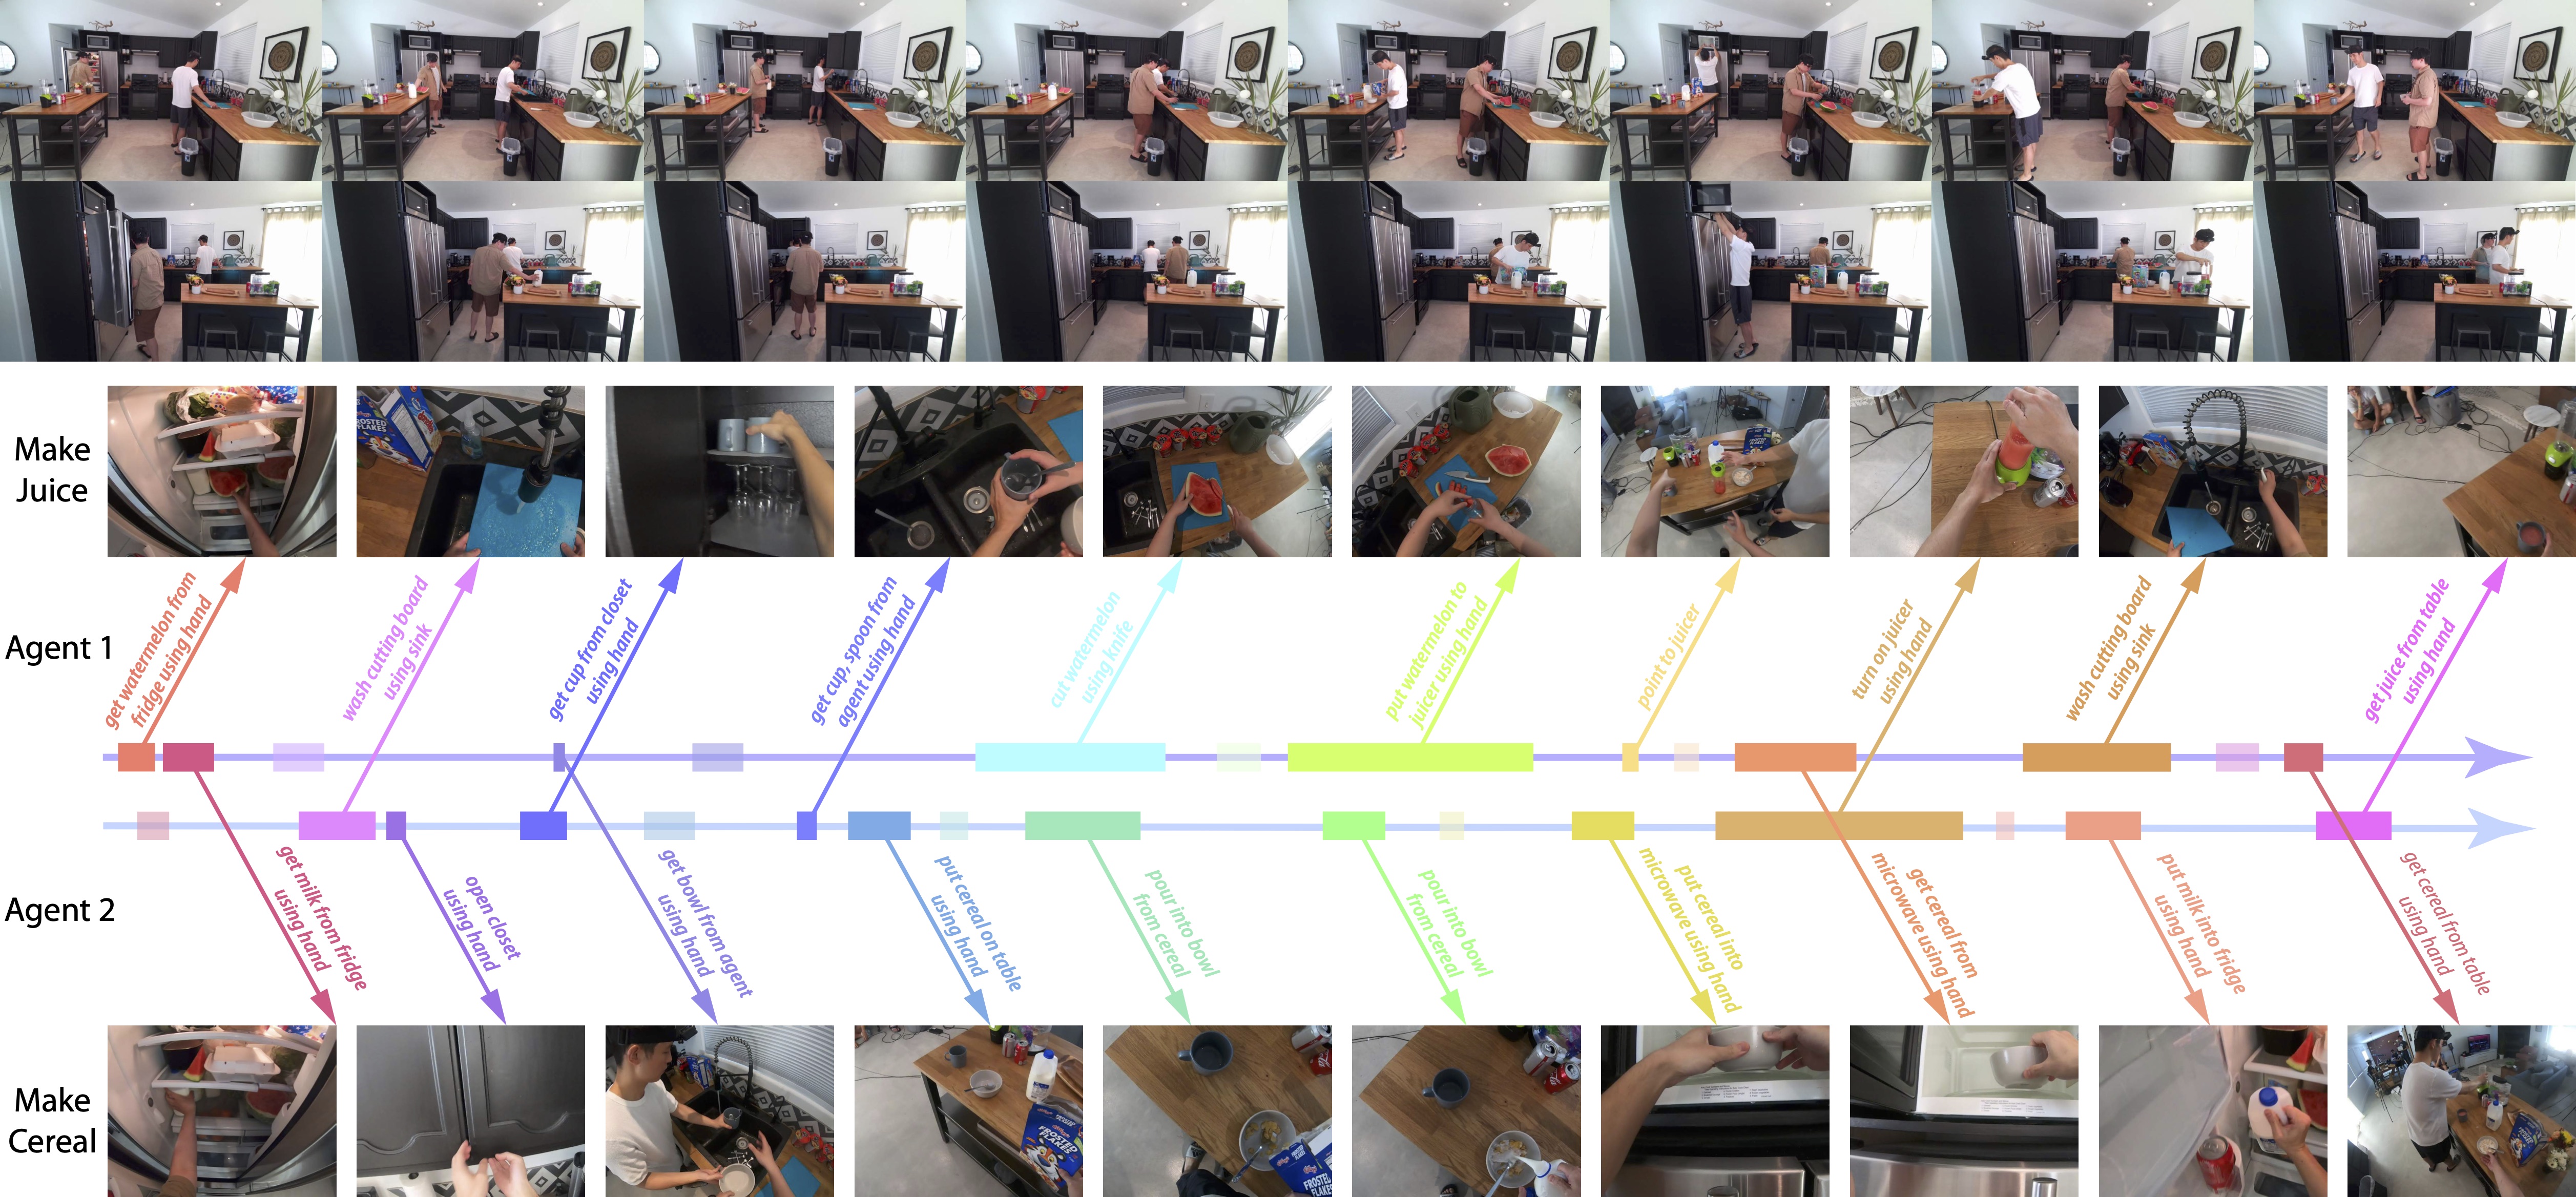 Make
Juice
FROSTED
FLAKES
Agent 1
get watermelon from
fridge using hand
wash cutting board
using sink
get cup from closet
using hand
get cup, spoon from
agent using hand
cut watermelon
using knife
put watermelon to
juicer using hand
point to juicer
turn on juicer
using hand
wash cutting board
using sink
get juice from table
using hand
Agent 2
get milk from fridge
using hand
open closet
using hand
get bowl from agent
using hand
put cereal on table
using hand
pour into bowl
from cereal
pour into bowl
from cereal
put cereal into
microwave using hand
get cereal from
microwave using hand
put milk into fridge
using hand
get cereal from table
using hand
Make
Cereal
FROSTED
FLAKES
FROSTED
FLAKES